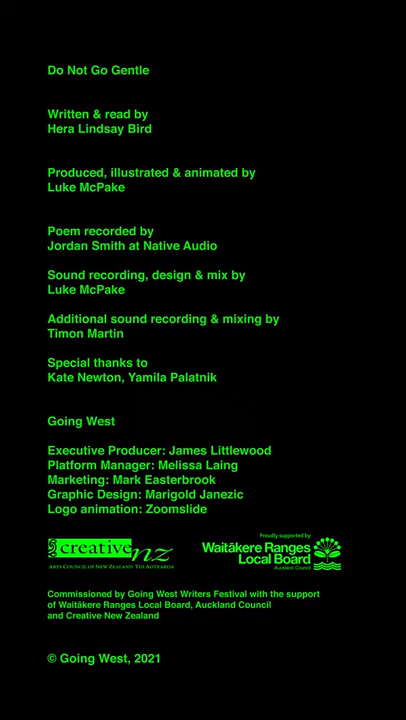 Do Not Go Gentle
Written & read by
Hera Lindsay Bird
Produced, illustrated & animated by
Luke McPake
Poem recorded by
Jordan Smith at Native Audio
Sound recording, design & mix by
Luke McPake
Additional sound recording & mixing by
Timon Martin
Special thanks to
Kate Newton, Yamila Palatnik
Going West
Executive Producer: James Littlewood
Platform Manager: Melissa Laing
Marketing: Mark Easterbrook
Graphic Design: Marigold Janezic
Logo animation: Zoomslide
creative nz
ARTS COUNCIL OF NEW ZEALAND TOI AOTEAROA
Proudly supported by
Waitākere Ranges
Local Board
Auckland Council
Commissioned by Going West Writers Festival with the support
of Waitākere Ranges Local Board, Auckland Council
and Creative New Zealand
© Going West, 2021